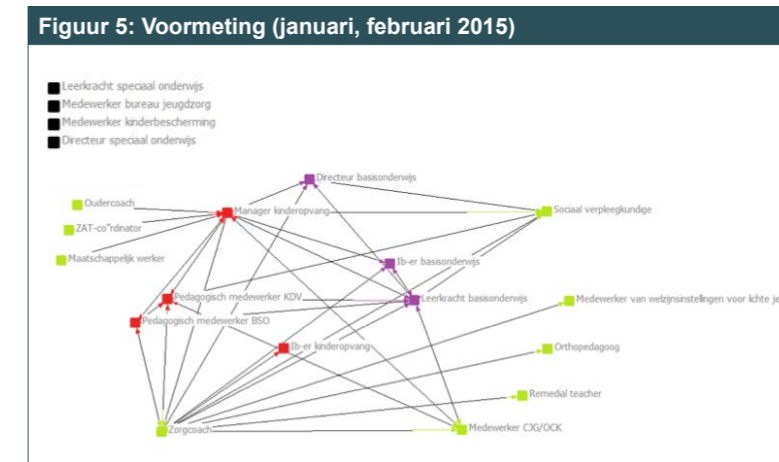 Figuur 5: Voormeting (januari, februari 2015)
Leerkracht speciaal onderwijs
Medewerker bureau jeugdzorg
Medewerker kinderbescherming
Directeur speciaal onderwijs
Directeur basisonderwijs
Oudercoach
Manager kinderopvang
Sociaal verpleegkundige
ZAT-co"rdinator
Maatschappelijk werker
Ib-er basisonderwijs
Pedagogisch medewerker KDV
Leerkracht basisonderwijs
Medewerker van welzijnsinstellingen voor lichte je
Pedagogisch medewerker BSO
Ib-er kinderopvang
Orthopedagoog
Remedial teacher
Zorgcoach
Medewerker CJG/OCK